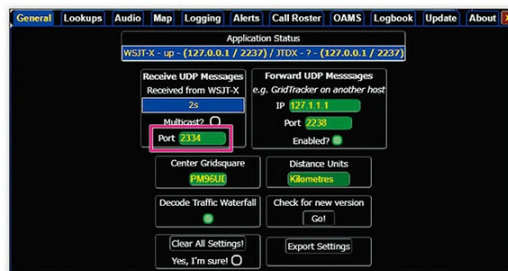 General Lookups Audio Map Logging Alerts Call Roster OAMS Logbook Update About X
Application Status
WSJT-X - up - (127.0.0.1 / 2237) / JTDX - ? - (127.0.0.1 / 2237)
Receive UDP Messages
Received from WSJT-X
2s
Multicast?
Port 2334
Forward UDP Messsages
e.g. GridTracker on another host
IP 127.1.1.1
Port 2238
Enabled?
Center Gridsquare
PM96UI
Distance Units
Kilometres
Decode Traffic Waterfall
Check for new version
Go!
Clear All Settings!
Yes, I'm sure!
Export Settings